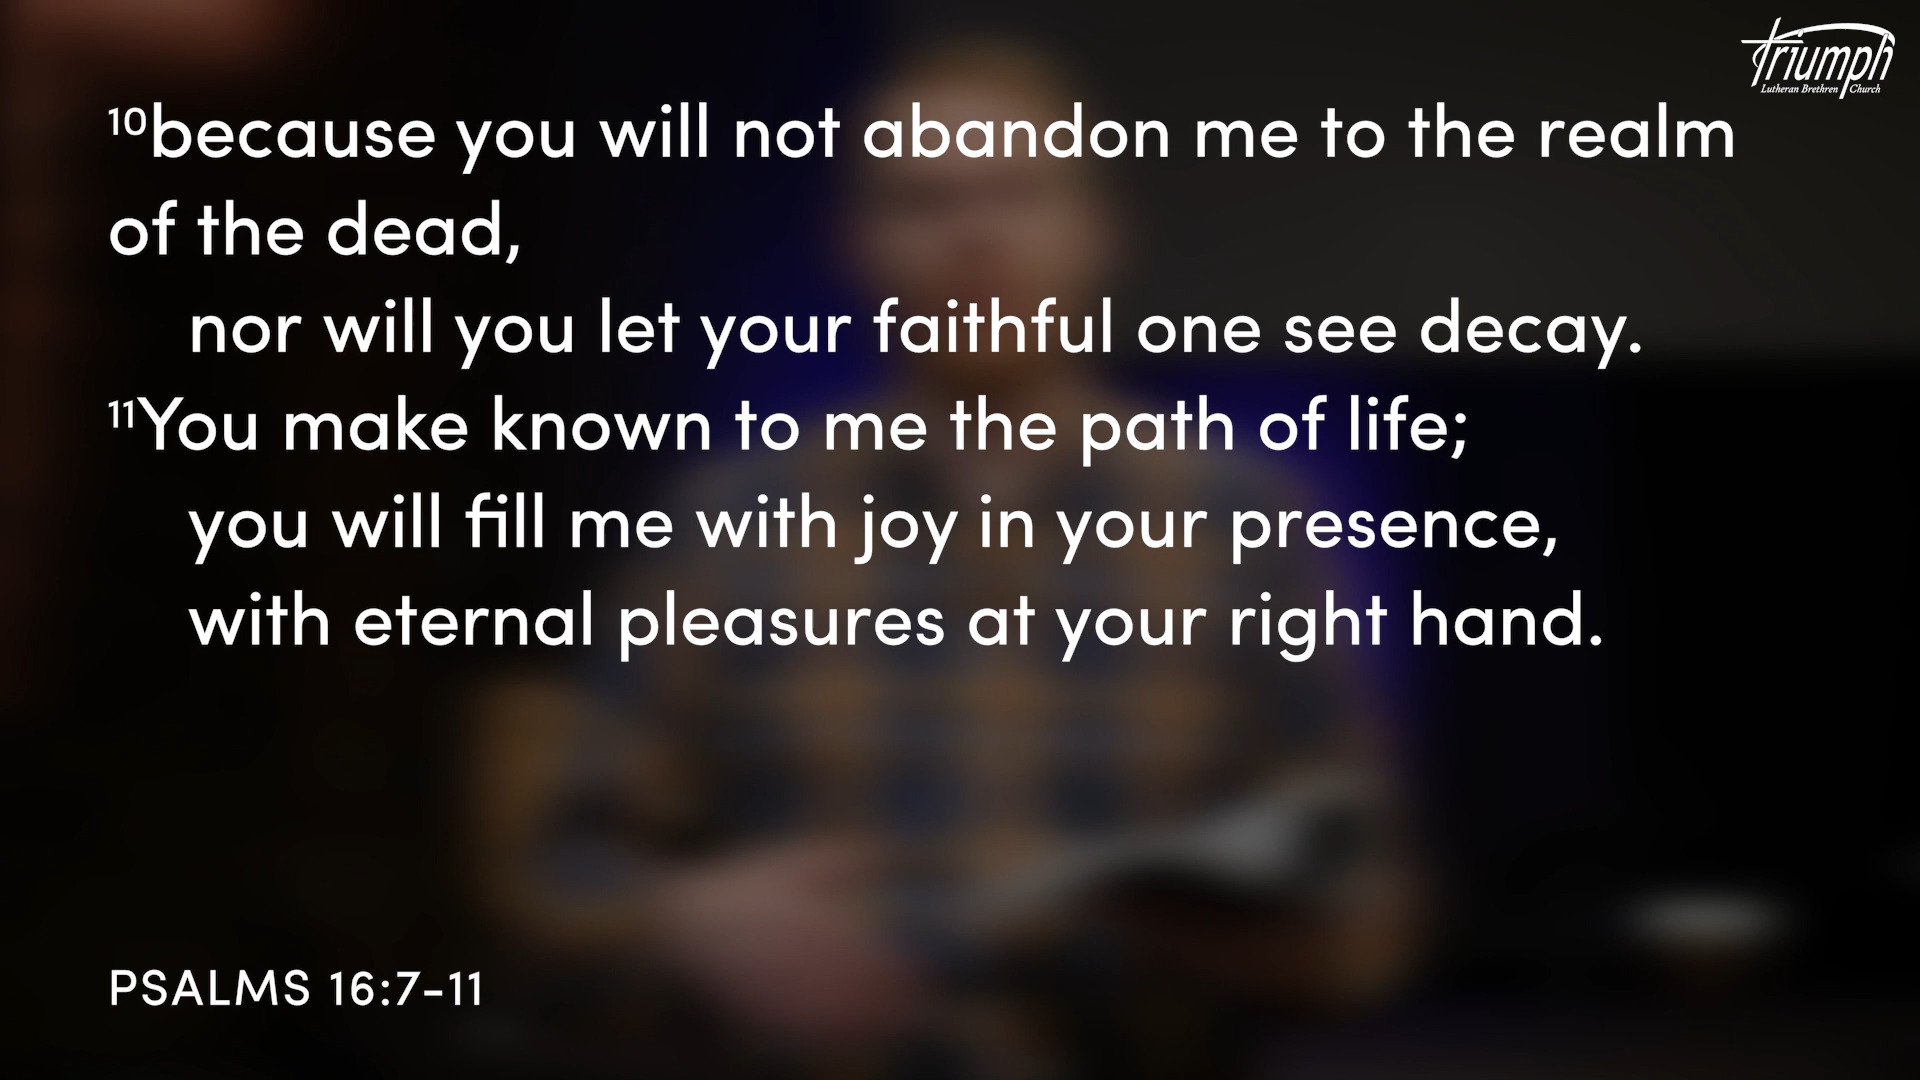 triumph
Lutheran Brethren Church
¹⁰because you will not abandon me to the realm
of the dead,
nor will you let your faithful one see decay.
¹¹You make known to me the path of life;
you will fill me with joy in your presence,
with eternal pleasures at your right hand.
PSALMS 16:7-11